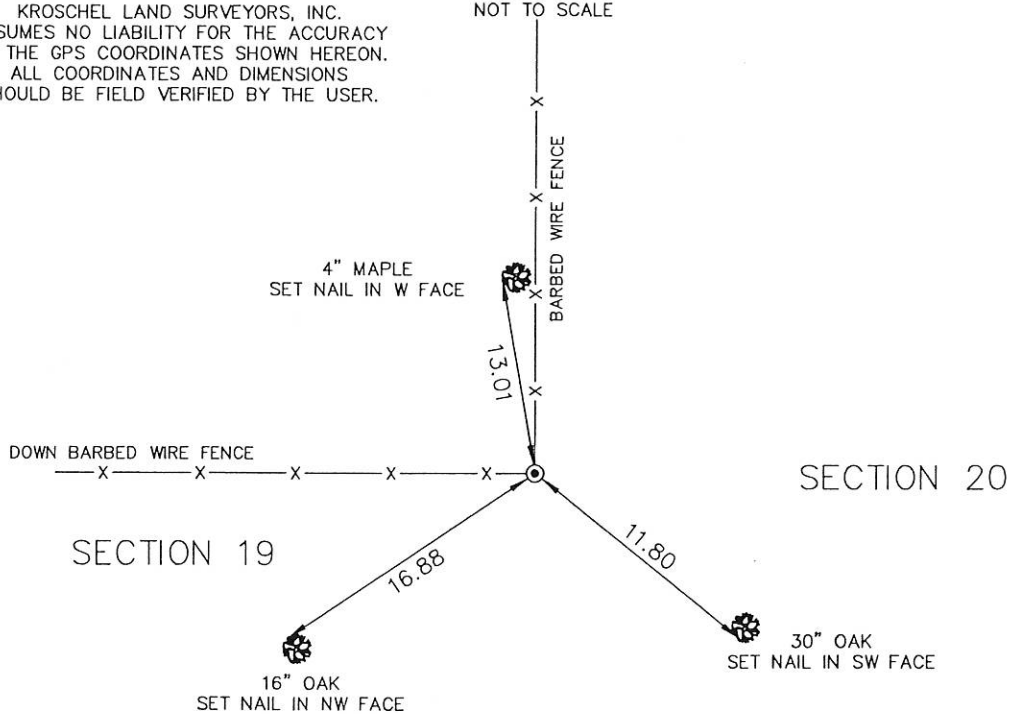 KROSCHEL LAND SURVEYORS, INC.
SUMES NO LIABILITY FOR THE ACCURACY
THE GPS COORDINATES SHOWN HEREON.
ALL COORDINATES AND DIMENSIONS
HOULD BE FIELD VERIFIED BY THE USER.
NOT TO SCALE
BARBED WIRE FENCE
4" MAPLE
SET NAIL IN W FACE
13.01
DOWN BARBED WIRE FENCE
SECTION 20
SECTION 19
16.88
11.80
30" OAK
SET NAIL IN SW FACE
16" OAK
SET NAIL IN NW FACE